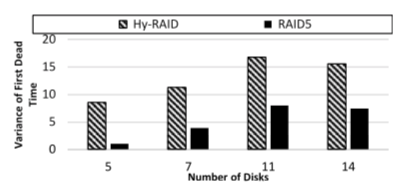 Hy-RAID RAID5
Variance of First Dead
Time
20
15
10
5
0
5 7 11 14
Number of Disks